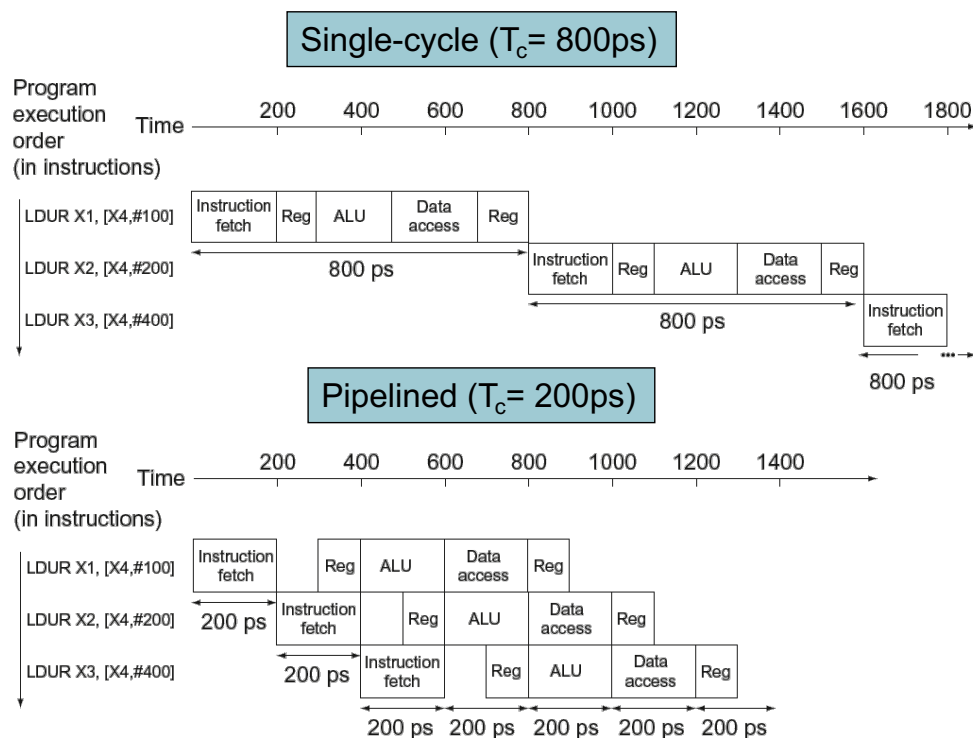 Single-cycle (Tc= 800ps)
Program
execution
order
(in instructions)
Time
200 400 600 800 1000 1200 1400 1600 1800
LDUR X1, [X4,#100]
Instruction
fetch
Reg
ALU
Data
access
Reg
800 ps
LDUR X2, [X4,#200]
Instruction
fetch
Reg
ALU
Data
access
Reg
800 ps
LDUR X3, [X4,#400]
Instruction
fetch
...
800 ps
Pipelined (Tc= 200ps)
Program
execution
order
(in instructions)
Time
200 400 600 800 1000 1200 1400
LDUR X1, [X4,#100]
Instruction
fetch
Reg
ALU
Data
access
Reg
200 ps
LDUR X2, [X4,#200]
Instruction
fetch
Reg
ALU
Data
access
Reg
200 ps
LDUR X3, [X4,#400]
Instruction
fetch
Reg
ALU
Data
access
Reg
200 ps 200 ps 200 ps 200 ps 200 ps